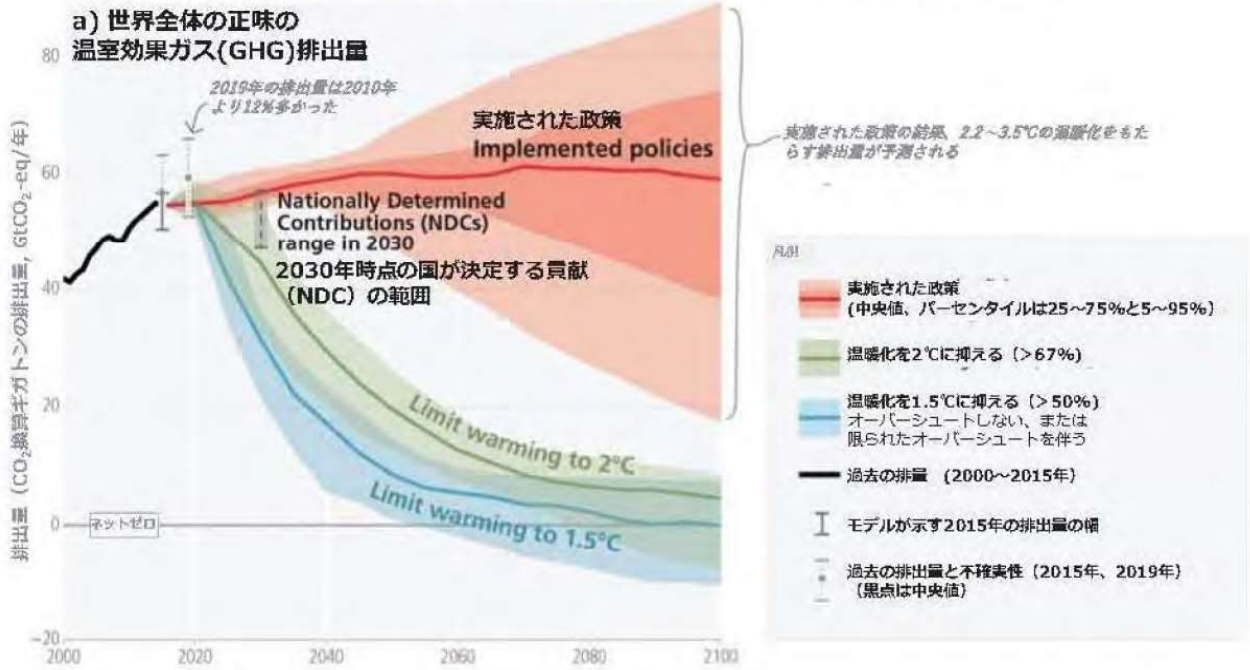 a) 世界全体の正味の
温室効果ガス(GHG)排出量
80
60
40
20
0
-20
2000
2020
2040
2060
2080
2100
排出量（CO₂換算ギガトンの排出量, GtCO₂-eq/年）
2019年の排出量は2010年
より12%多かった
実施された政策
Implemented policies
Nationally Determined
Contributions (NDCs)
range in 2030
2030年時点の国が決定する貢献
（NDC）の範囲
Limit warming to 2°C
Limit warming to 1.5°C
ネットゼロ
実施された政策の結果、2.2～3.5℃の温暖化をもた
らす排出量が予測される
凡例
実施された政策
(中央値、パーセンタイルは25～75%と5～95%）
温暖化を2℃に抑える（>67%）
温暖化を1.5℃に抑える（>50%）
オーバーシュートしない、または
限られたオーバーシュートを伴う
過去の排量 (2000～2015年）
モデルが示す2015年の排出量の幅
過去の排出量と不確実性（2015年、2019年）
（黒点は中央値）